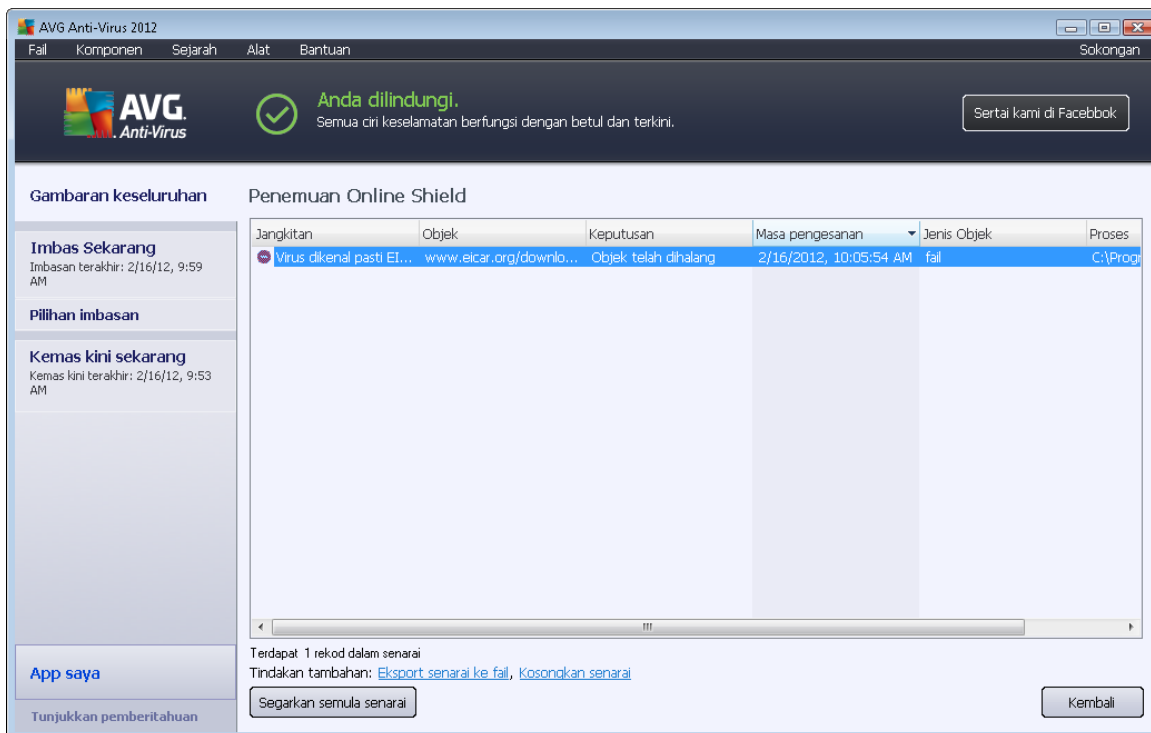 AVG Anti-Virus 2012
Fail Komponen Sejarah Alat Bantuan Sokongan
AVG.
Anti-Virus
Anda dilindungi.
Semua ciri keselamatan berfungsi dengan betul dan terkini.
Sertai kami di Facebbok
Gambaran keseluruhan
Imbas Sekarang
Imbasan terakhir: 2/16/12, 9:59
AM
Pilihan imbasan
Kemas kini sekarang
Kemas kini terakhir: 2/16/12, 9:53
AM
App saya
Tunjukkan pemberitahuan
Penemuan Online Shield
Jangkitan Objek Keputusan Masa pengesanan Jenis Objek Proses
Virus dikenal pasti EI... www.eicar.org/downlo... Objek telah dihalang 2/16/2012, 10:05:54 AM fail C:\Progr
Terdapat 1 rekod dalam senarai
Tindakan tambahan: Eksport senarai ke fail, Kosongkan senarai
Segarkan semula senarai
Kembali